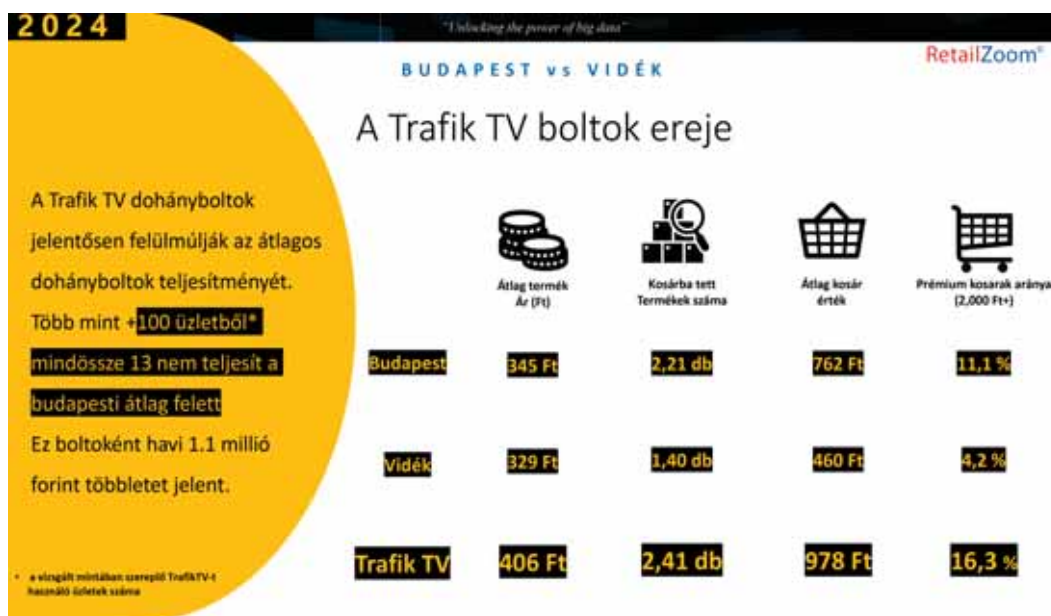 2024
"Unlocking the power of big data"
RetailZoom®
BUDAPEST vs VIDÉK
A Trafik TV boltok ereje
A Trafik TV dohányboltok
jelentősen felülmúlják az átlagos
dohányboltok teljesítményét.
Több mint +100 üzletből*
mindössze 13 nem teljesít a
budapesti átlag felett
Ez boltoként havi 1.1 millió
forint többletet jelent.
* a vizsgált mintában szereplő TrafikTV-t
használó üzletek száma
Átlag termék
Ár (Ft)
Kosárba tett
Termékek száma
Átlag kosár
érték
Prémium kosarak aránya
(2,000 Ft+)
Budapest 345 Ft 2,21 db 762 Ft 11,1 %
Vidék 329 Ft 1,40 db 460 Ft 4,2 %
Trafik TV 406 Ft 2,41 db 978 Ft 16,3 %